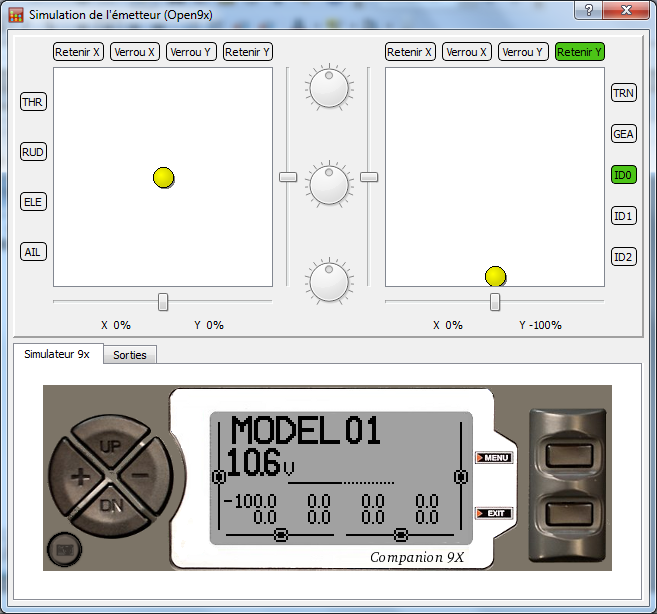 Simulation de l'émetteur (Open9x)
Retenir X Verrou X Verrou Y Retenir Y Retenir X Verrou X Verrou Y Retenir Y
THR TRN
RUD GEA
ELE ID0
AIL ID1
ID2
X 0% Y 0% X 0% Y -100%
Simulateur 9x Sorties
MODEL 01
10.6V
-100.0 0.0 0.0 0.0
0.0 0.0 0.0 0.0
UP
+ -
DN
MENU
EXIT
Companion 9X